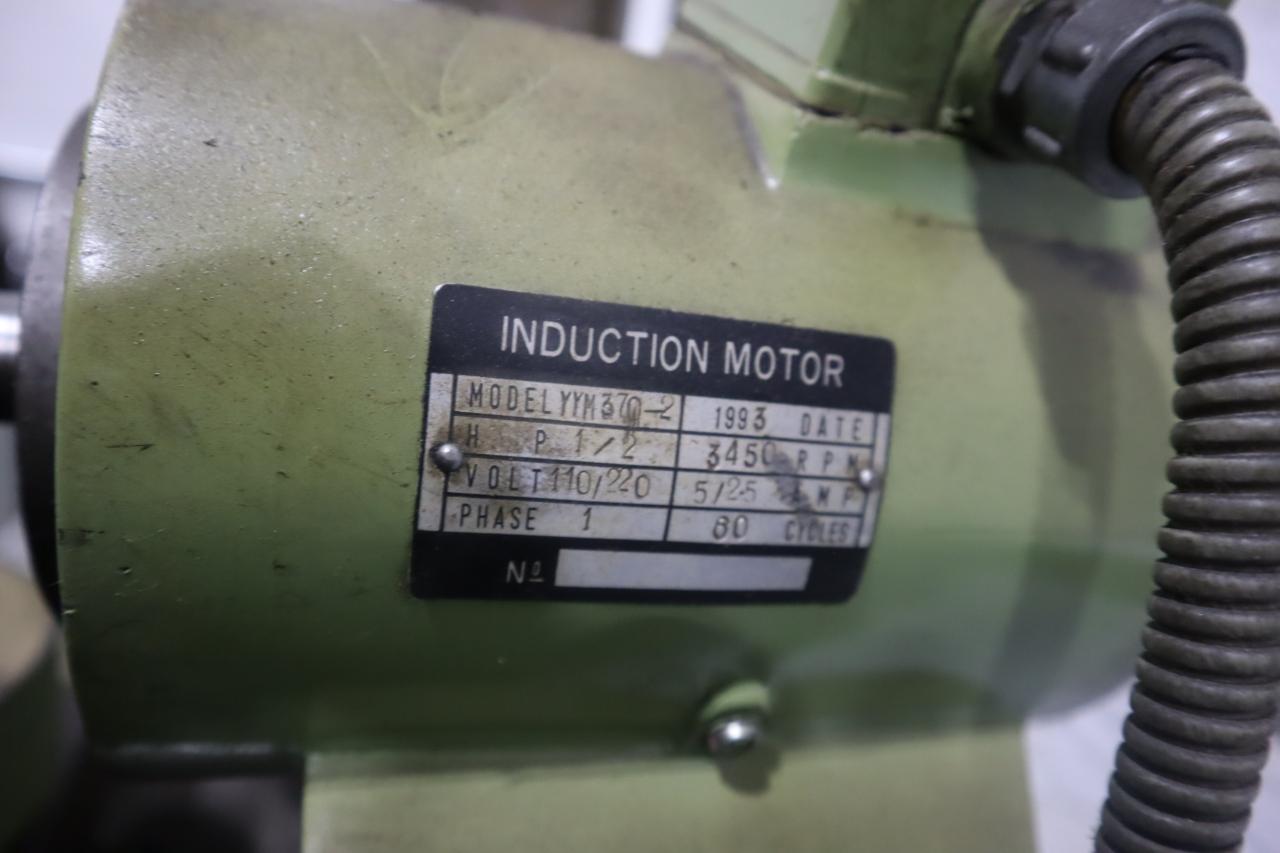 INDUCTION MOTOR
MODEL YYM370-2 1993 DATE
H P 1/2 3450 RPM
VOLT 110/220 5/2.5 AMP
PHASE 1 60 CYCLES
Nº